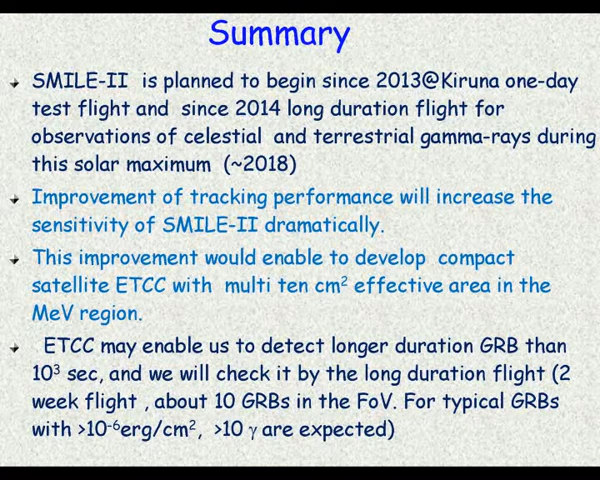 Summary
SMILE-II is planned to begin since 2013@Kiruna one-day
test flight and since 2014 long duration flight for
observations of celestial and terrestrial gamma-rays during
this solar maximum (~2018)
Improvement of tracking performance will increase the
sensitivity of SMILE-II dramatically.
This improvement would enable to develop compact
satellite ETCC with multi ten cm² effective area in the
MeV region.
ETCC may enable us to detect longer duration GRB than
10³ sec, and we will check it by the long duration flight (2
week flight , about 10 GRBs in the FoV. For typical GRBs
with >10⁻⁶erg/cm², >10 γ are expected)